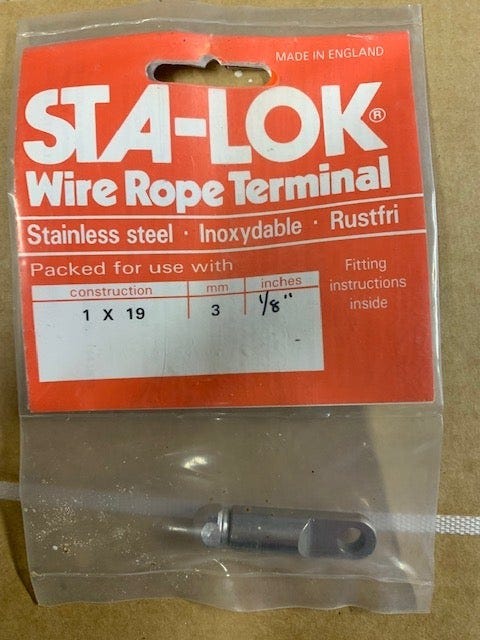 MADE IN ENGLAND
STA-LOK®
Wire Rope Terminal
Stainless steel · Inoxydable · Rustfri
Packed for use with
construction mm inches
1 X 19 3 1/8"
Fitting
instructions
inside